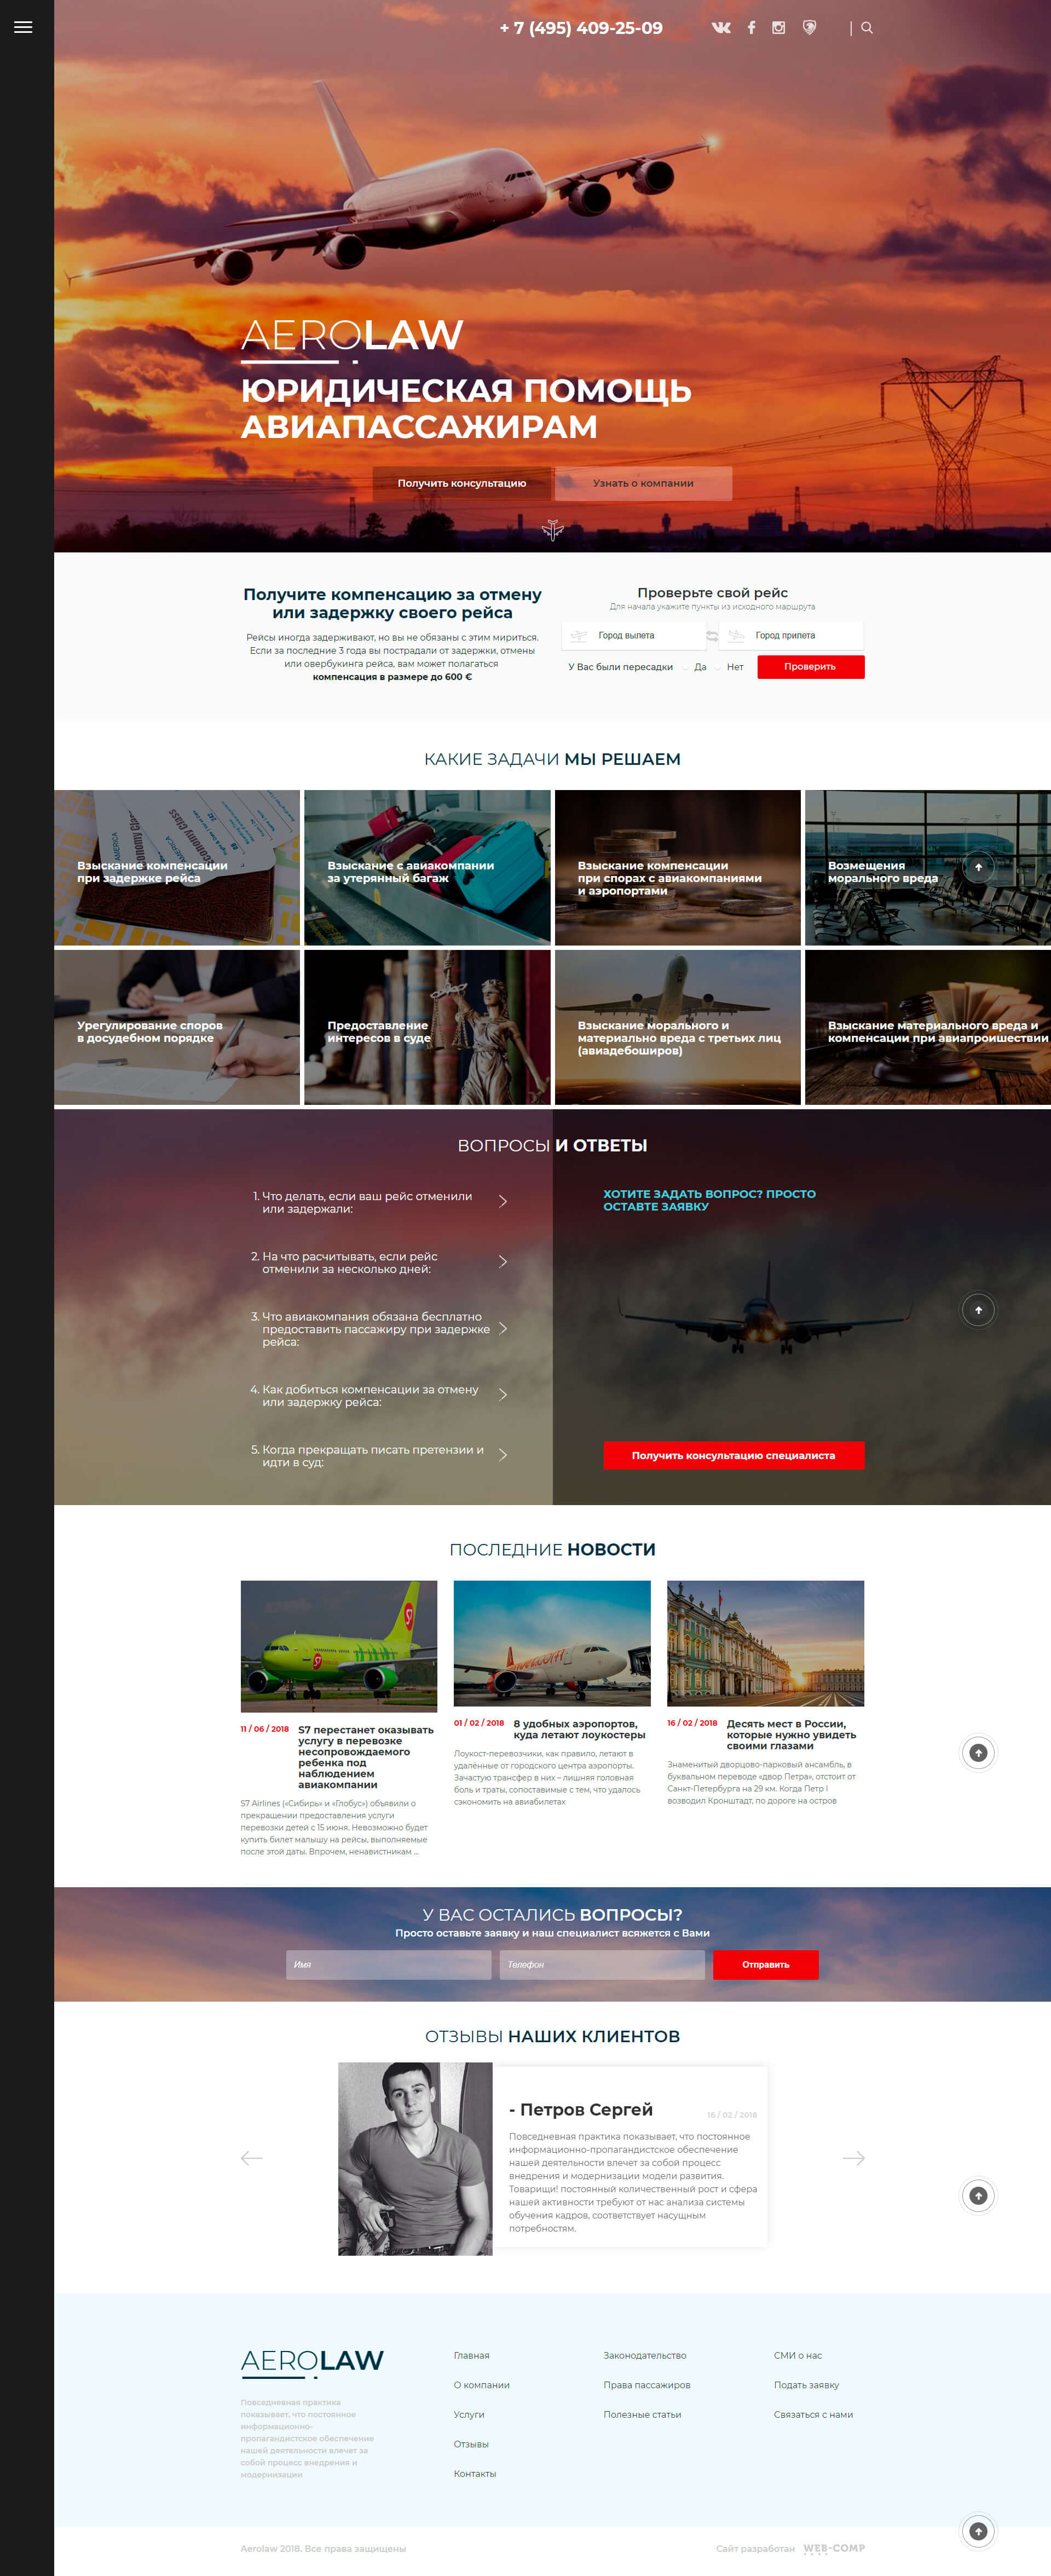 + 7 (495) 409-25-09
AEROLAW
ЮРИДИЧЕСКАЯ ПОМОЩЬ
АВИАПАССАЖИРАМ
Получить консультацию
Узнать о компании
Получите компенсацию за отмену
или задержку своего рейса
Рейсы иногда задерживают, но вы не обязаны с этим мириться.
Если за последние 3 года вы пострадали от задержки, отмены
или овербукинга рейса, вам может полагаться
компенсация в размере до 600 €
Проверьте свой рейс
Для начала укажите пункты из исходного маршрута
Город вылета
Город прилета
У Вас были пересадки
Да
Нет
Проверить
КАКИЕ ЗАДАЧИ МЫ РЕШАЕМ
Взыскание компенсации
при задержке рейса
Взыскание с авиакомпании
за утерянный багаж
Взыскание компенсации
при спорах с авиакомпаниями
и аэропортами
Возмещения
морального вреда
Урегулирование споров
в досудебном порядке
Предоставление
интересов в суде
Взыскание морального и
материально вреда с третьих лиц
(авиадебоширов)
Взыскание материального вреда и
компенсации при авиапроишествии
ВОПРОСЫ И ОТВЕТЫ
1. Что делать, если ваш рейс отменили
или задержали:
2. На что расчитывать, если рейс
отменили за несколько дней:
3. Что авиакомпания обязана бесплатно
предоставить пассажиру при задержке
рейса:
4. Как добиться компенсации за отмену
или задержку рейса:
5. Когда прекращать писать претензии и
идти в суд:
ХОТИТЕ ЗАДАТЬ ВОПРОС? ПРОСТО
ОСТАВТЕ ЗАЯВКУ
Получить консультацию специалиста
ПОСЛЕДНИЕ НОВОСТИ
11 / 06 / 2018
S7 перестанет оказывать
услугу в перевозке
несопровождаемого
ребенка под
наблюдением
авиакомпании
S7 Airlines («Сибирь» и «Глобус») объявили о
прекращении предоставления услуги
перевозки детей с 15 июня. Невозможно будет
купить билет малышу на рейсы, выполняемые
после этой даты. Впрочем, ненавистникам ...
01 / 02 / 2018
8 удобных аэропортов,
куда летают лоукостеры
Лоукост-перевозчики, как правило, летают в
удалённые от городского центра аэропорты.
Зачастую трансфер в них – лишняя головная
боль и траты, сопоставимые с тем, что удалось
сэкономить на авиабилетах
16 / 02 / 2018
Десять мест в России,
которые нужно увидеть
своими глазами
Знаменитый дворцово-парковый ансамбль, в
буквальном переводе «двор Петра», отстоит от
Санкт-Петербурга на 29 км. Когда Петр I
возводил Кронштадт, по дороге на остров
У ВАС ОСТАЛИСЬ ВОПРОСЫ?
Просто оставьте заявку и наш специалист всяжется с Вами
Имя
Телефон
Отправить
ОТЗЫВЫ НАШИХ КЛИЕНТОВ
- Петров Сергей
16 / 02 / 2018
Повседневная практика показывает, что постоянное
информационно-пропагандистское обеспечение
нашей деятельности влечет за собой процесс
внедрения и модернизации модели развития.
Товарищи! постоянный количественный рост и сфера
нашей активности требуют от нас анализа системы
обучения кадров, соответствует насущным
потребностям.
AEROLAW
Повседневная практика
показывает, что постоянное
информационно-
пропагандистское обеспечение
нашей деятельности влечет за
собой процесс внедрения и
модернизации
Главная
О компании
Услуги
Отзывы
Контакты
Законодательство
Права пассажиров
Полезные статьи
СМИ о нас
Подать заявку
Связаться с нами
Aerolaw 2018. Все права защищены
Сайт разработан WEB-COMP